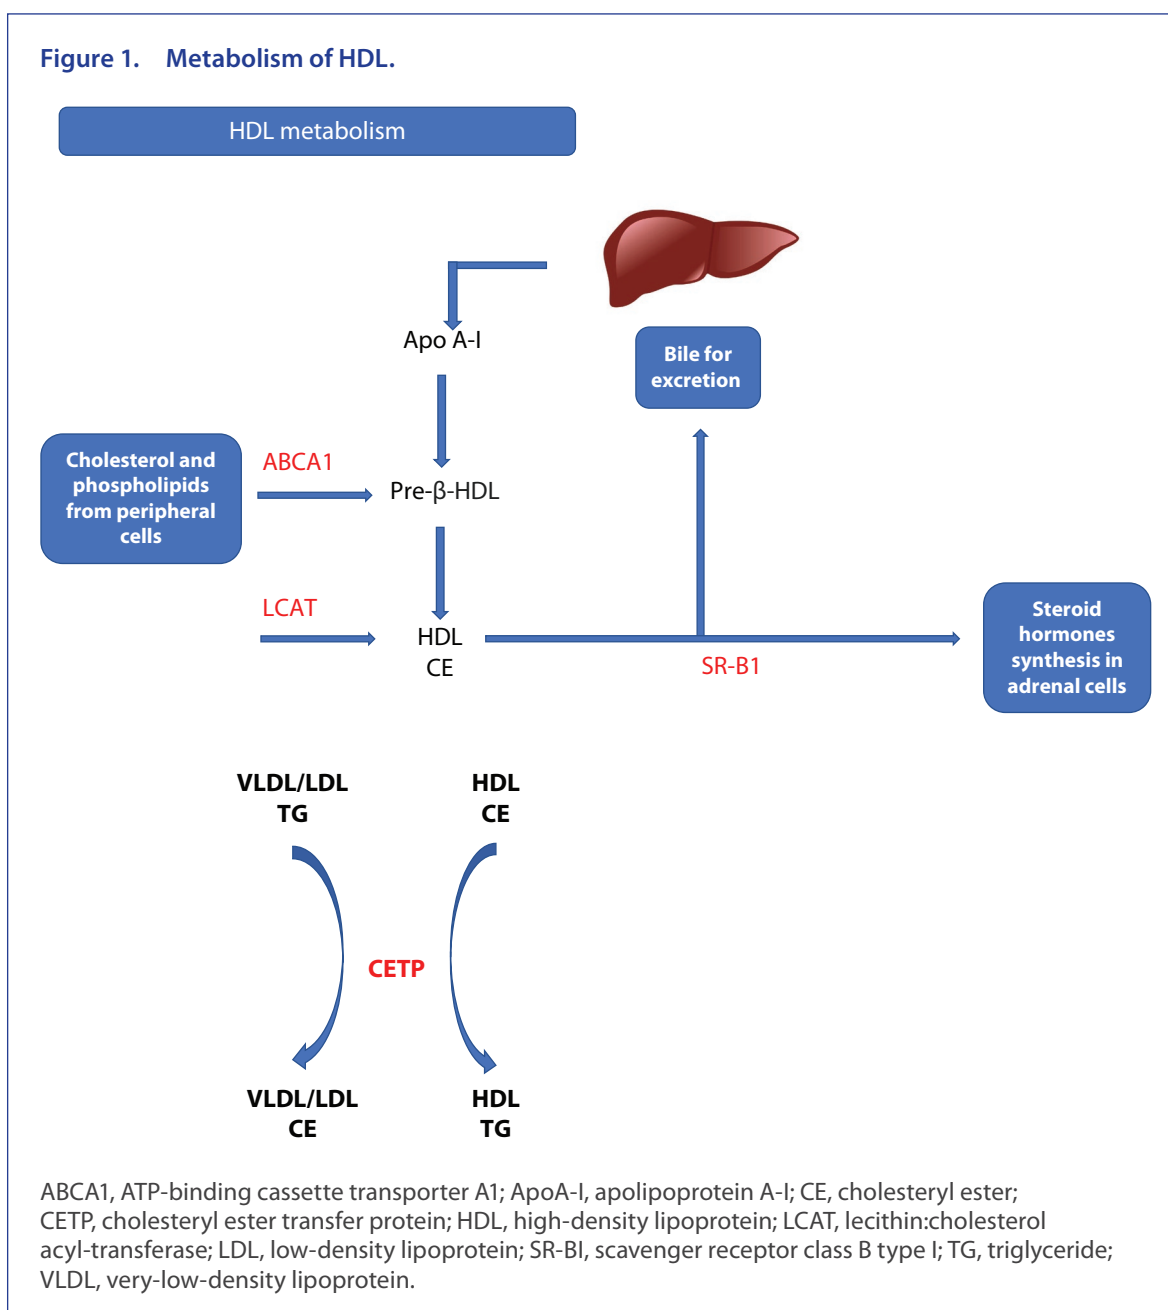 Figure 1. Metabolism of HDL.
HDL metabolism
Apo A-I
Bile for
excretion
Cholesterol and
phospholipids
from peripheral
cells
ABCA1
Pre-β-HDL
LCAT
HDL
CE
SR-B1
Steroid
hormones
synthesis in
adrenal cells
VLDL/LDL
TG
HDL
CE
CETP
VLDL/LDL
CE
HDL
TG
ABCA1, ATP-binding cassette transporter A1; ApoA-I, apolipoprotein A-I; CE, cholesteryl ester;
CETP, cholesteryl ester transfer protein; HDL, high-density lipoprotein; LCAT, lecithin:cholesterol
acyl-transferase; LDL, low-density lipoprotein; SR-BI, scavenger receptor class B type I; TG, triglyceride;
VLDL, very-low-density lipoprotein.